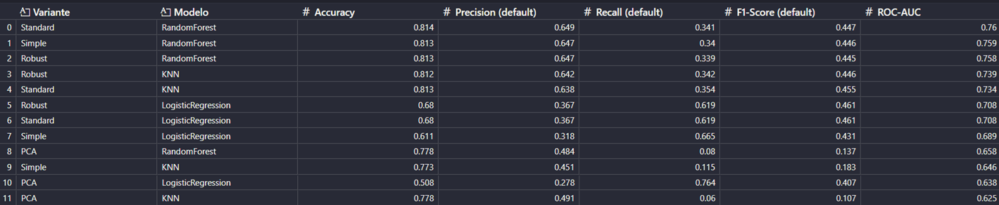 Variante Modelo # Accuracy # Precision (default) # Recall (default) # F1-Score (default) # ROC-AUC
0 Standard RandomForest 0.814 0.649 0.341 0.447 0.76
1 Simple RandomForest 0.813 0.647 0.34 0.446 0.759
2 Robust RandomForest 0.813 0.647 0.339 0.445 0.758
3 Robust KNN 0.812 0.642 0.342 0.446 0.739
4 Standard KNN 0.813 0.638 0.354 0.455 0.734
5 Robust LogisticRegression 0.68 0.367 0.619 0.461 0.708
6 Standard LogisticRegression 0.68 0.367 0.619 0.461 0.708
7 Simple LogisticRegression 0.611 0.318 0.665 0.431 0.689
8 PCA RandomForest 0.778 0.484 0.08 0.137 0.658
9 Simple KNN 0.773 0.451 0.115 0.183 0.646
10 PCA LogisticRegression 0.508 0.278 0.764 0.407 0.638
11 PCA KNN 0.778 0.491 0.06 0.107 0.625